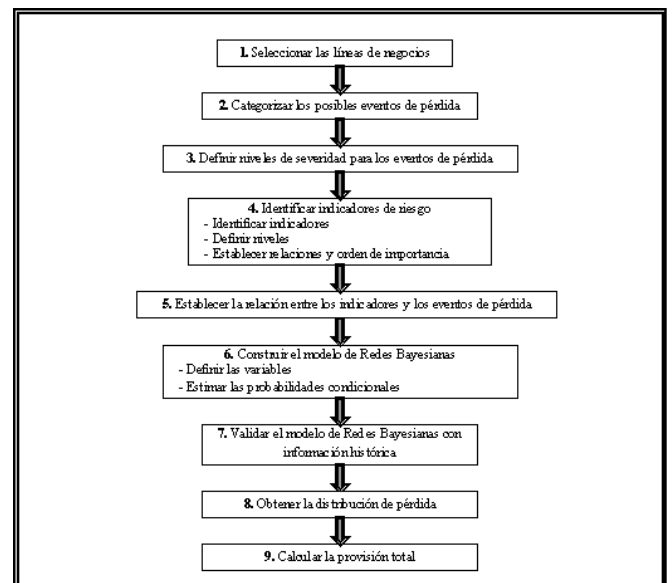 1. Seleccionar las líneas de negocios
2. Categorizar los posibles eventos de pérdida
3. Definir niveles de severidad para los eventos de pérdida
4. Identificar indicadores de riesgo
- Identificar indicadores
- Definir niveles
- Establecer relaciones y orden de importancia
5. Establecer la relación entre los indicadores y los eventos de pérdida
6. Construir el modelo de Redes Bayesianas
- Definir las variables
- Estimar las probabilidades condicionales
7. Validar el modelo de Redes Bayesianas con
información histórica
8. Obtener la distribución de pérdida
9. Calcular la provisión total